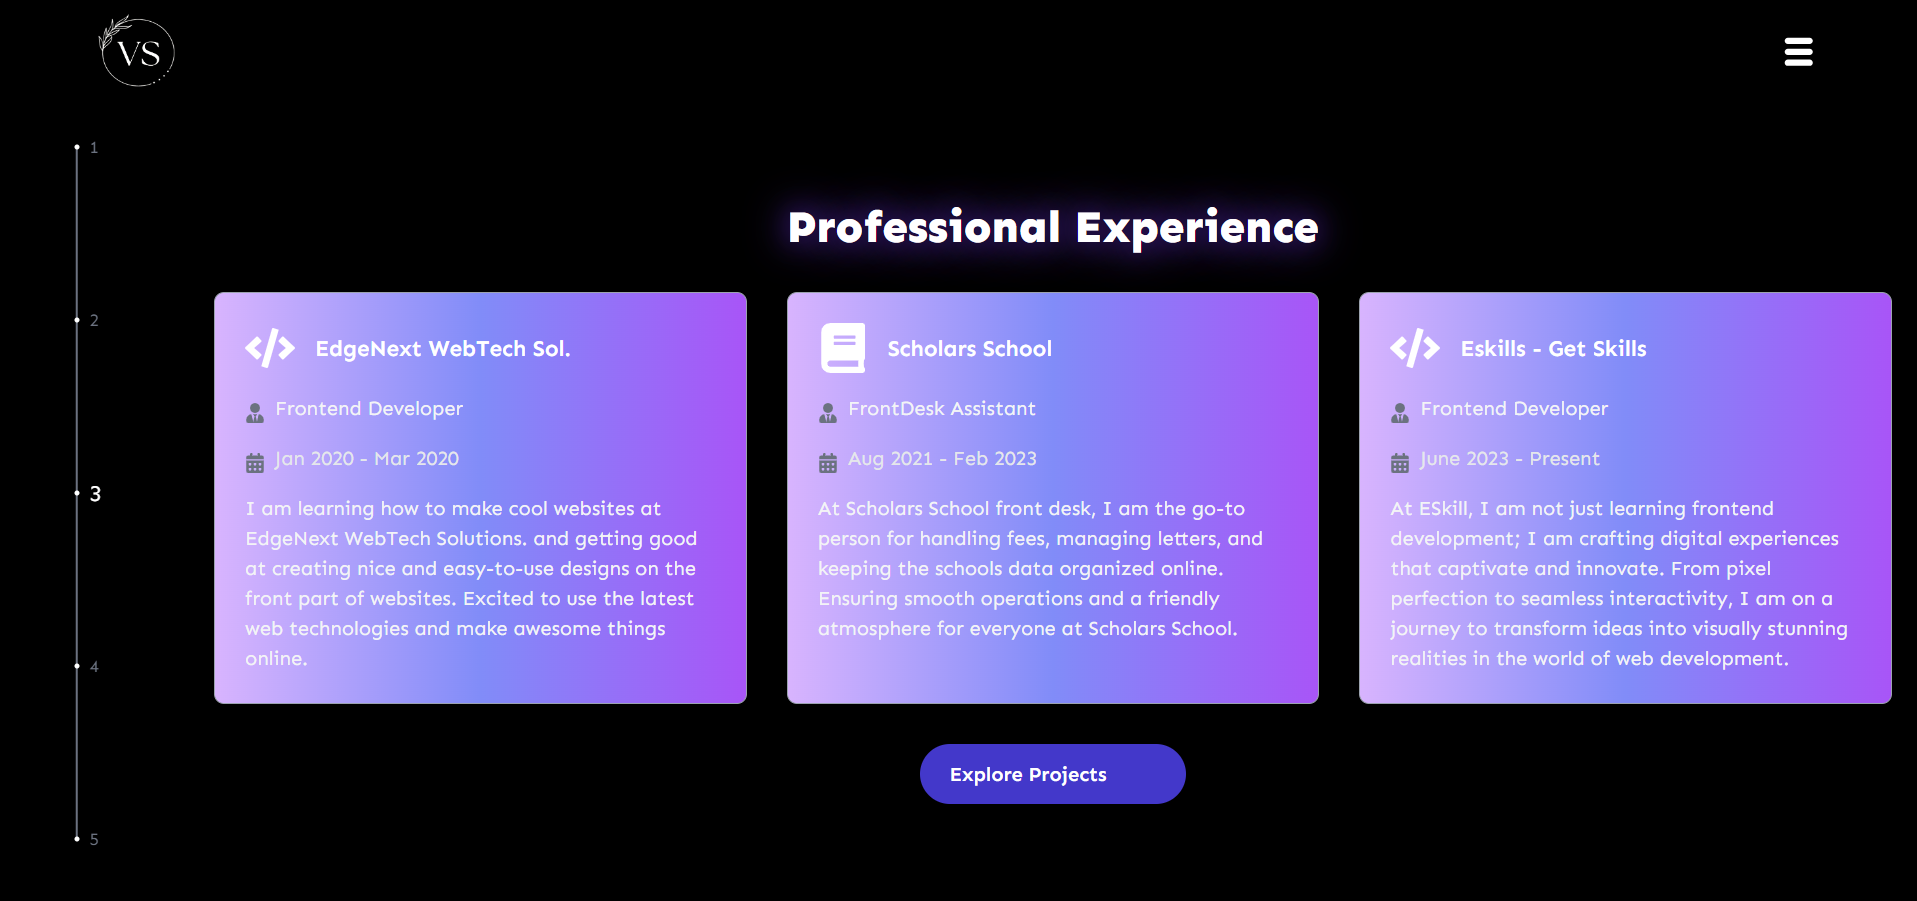 VS
1
2
3
4
5
Professional Experience
EdgeNext WebTech Sol.
Frontend Developer
Jan 2020 - Mar 2020
I am learning how to make cool websites at
EdgeNext WebTech Solutions. and getting good
at creating nice and easy-to-use designs on the
front part of websites. Excited to use the latest
web technologies and make awesome things
online.
Scholars School
FrontDesk Assistant
Aug 2021 - Feb 2023
At Scholars School front desk, I am the go-to
person for handling fees, managing letters, and
keeping the schools data organized online.
Ensuring smooth operations and a friendly
atmosphere for everyone at Scholars School.
Eskills - Get Skills
Frontend Developer
June 2023 - Present
At ESkill, I am not just learning frontend
development; I am crafting digital experiences
that captivate and innovate. From pixel
perfection to seamless interactivity, I am on a
journey to transform ideas into visually stunning
realities in the world of web development.
Explore Projects